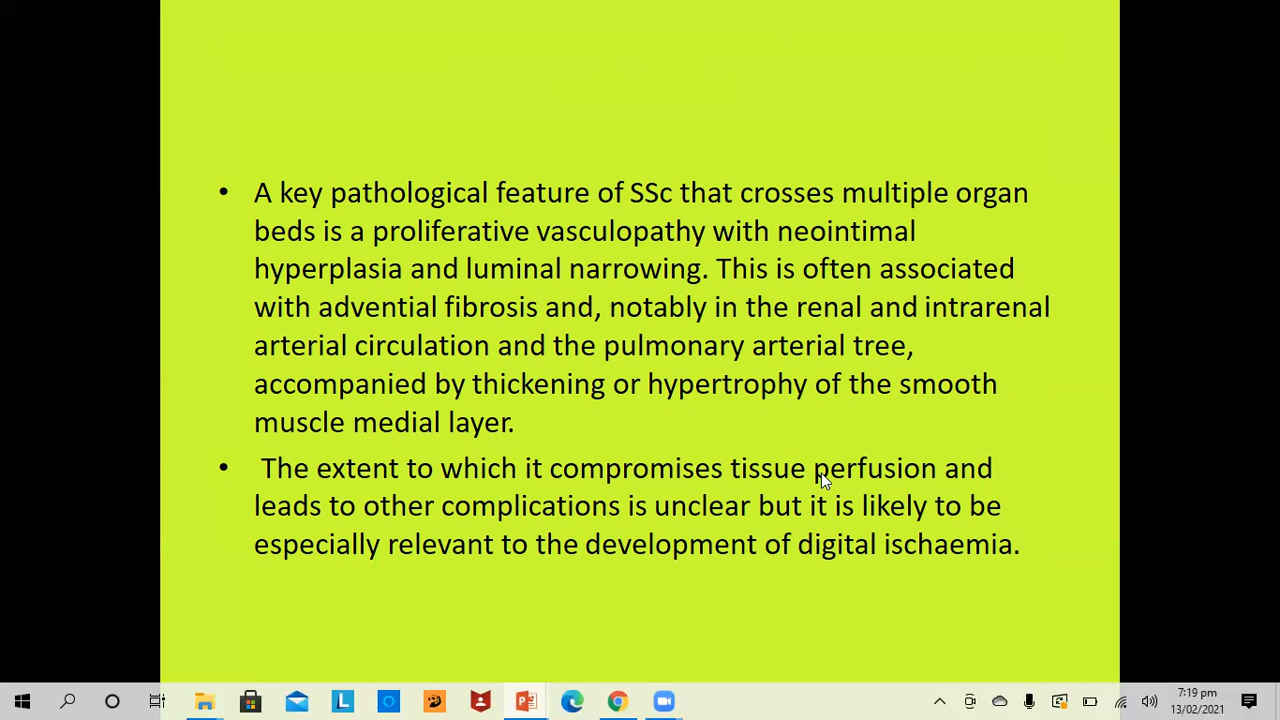 • A key pathological feature of SSc that crosses multiple organ
beds is a proliferative vasculopathy with neointimal
hyperplasia and luminal narrowing. This is often associated
with advential fibrosis and, notably in the renal and intrarenal
arterial circulation and the pulmonary arterial tree,
accompanied by thickening or hypertrophy of the smooth
muscle medial layer.
• The extent to which it compromises tissue perfusion and
leads to other complications is unclear but it is likely to be
especially relevant to the development of digital ischaemia.
7:19 pm
13/02/2021